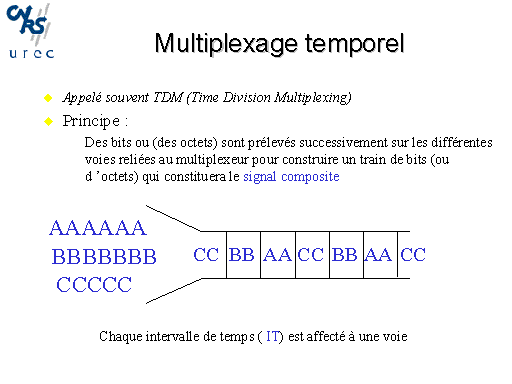 CNRS
urec
Multiplexage temporel
Appelé souvent TDM (Time Division Multiplexing)
Principe :
Des bits ou (des octets) sont prélevés successivement sur les différentes
voies reliées au multiplexeur pour construire un train de bits (ou
d ’octets) qui constituera le signal composite
AAAAAA
BBBBBBB
CCCCC
CC BB AA CC BB AA CC
Chaque intervalle de temps ( IT) est affecté à une voie